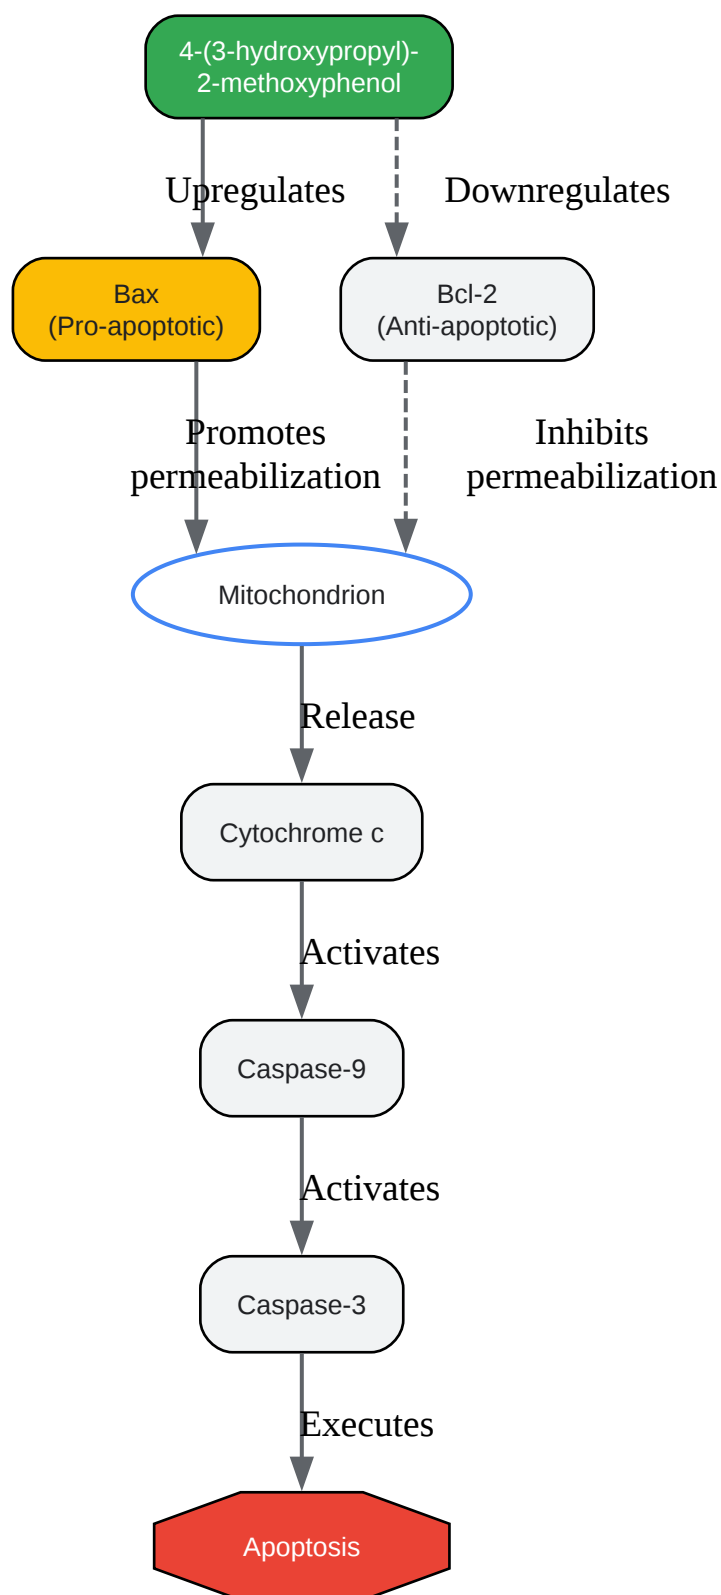 4-(3-hydroxypropyl)-
2-methoxyphenol
Upregulates
Downregulates
Bax
(Pro-apoptotic)
Bcl-2
(Anti-apoptotic)
Promotes
permeabilization
Inhibits
permeabilization
Mitochondrion
Release
Cytochrome c
Activates
Caspase-9
Activates
Caspase-3
Executes
Apoptosis